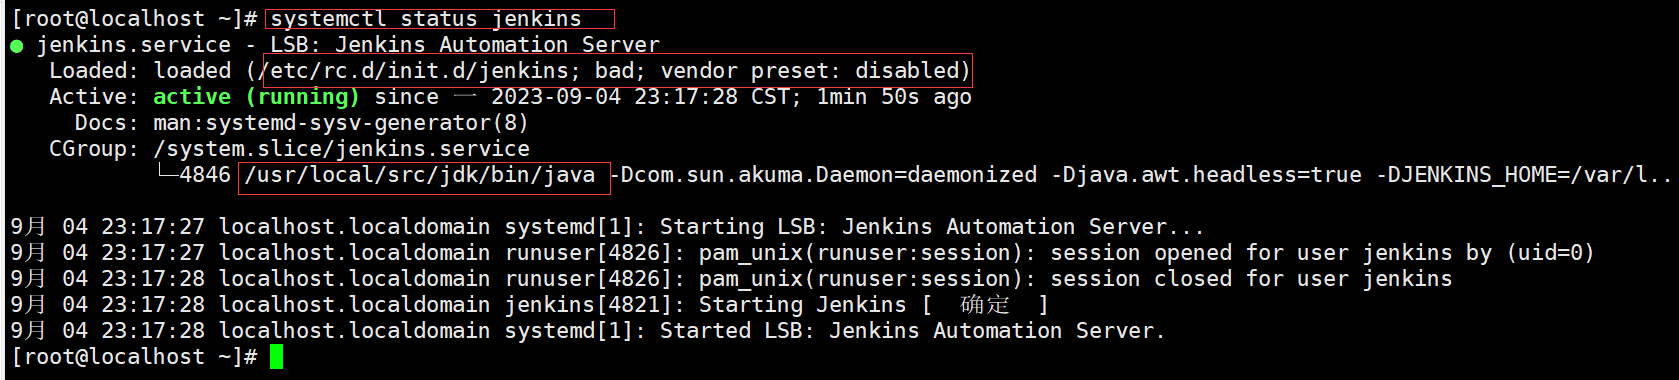 [root@localhost ~]# systemctl status jenkins
● jenkins.service - LSB: Jenkins Automation Server
Loaded: loaded (/etc/rc.d/init.d/jenkins; bad; vendor preset: disabled)
Active: active (running) since 一 2023-09-04 23:17:28 CST; 1min 50s ago
Docs: man:systemd-sysv-generator(8)
CGroup: /system.slice/jenkins.service
└─4846 /usr/local/src/jdk/bin/java -Dcom.sun.akuma.Daemon=daemonized -Djava.awt.headless=true -DJENKINS_HOME=/var/l..
9月 04 23:17:27 localhost.localdomain systemd[1]: Starting LSB: Jenkins Automation Server...
9月 04 23:17:27 localhost.localdomain runuser[4826]: pam_unix(runuser:session): session opened for user jenkins by (uid=0)
9月 04 23:17:28 localhost.localdomain runuser[4826]: pam_unix(runuser:session): session closed for user jenkins
9月 04 23:17:28 localhost.localdomain jenkins[4821]: Starting Jenkins [  确定  ]
9月 04 23:17:28 localhost.localdomain systemd[1]: Started LSB: Jenkins Automation Server.
[root@localhost ~]#